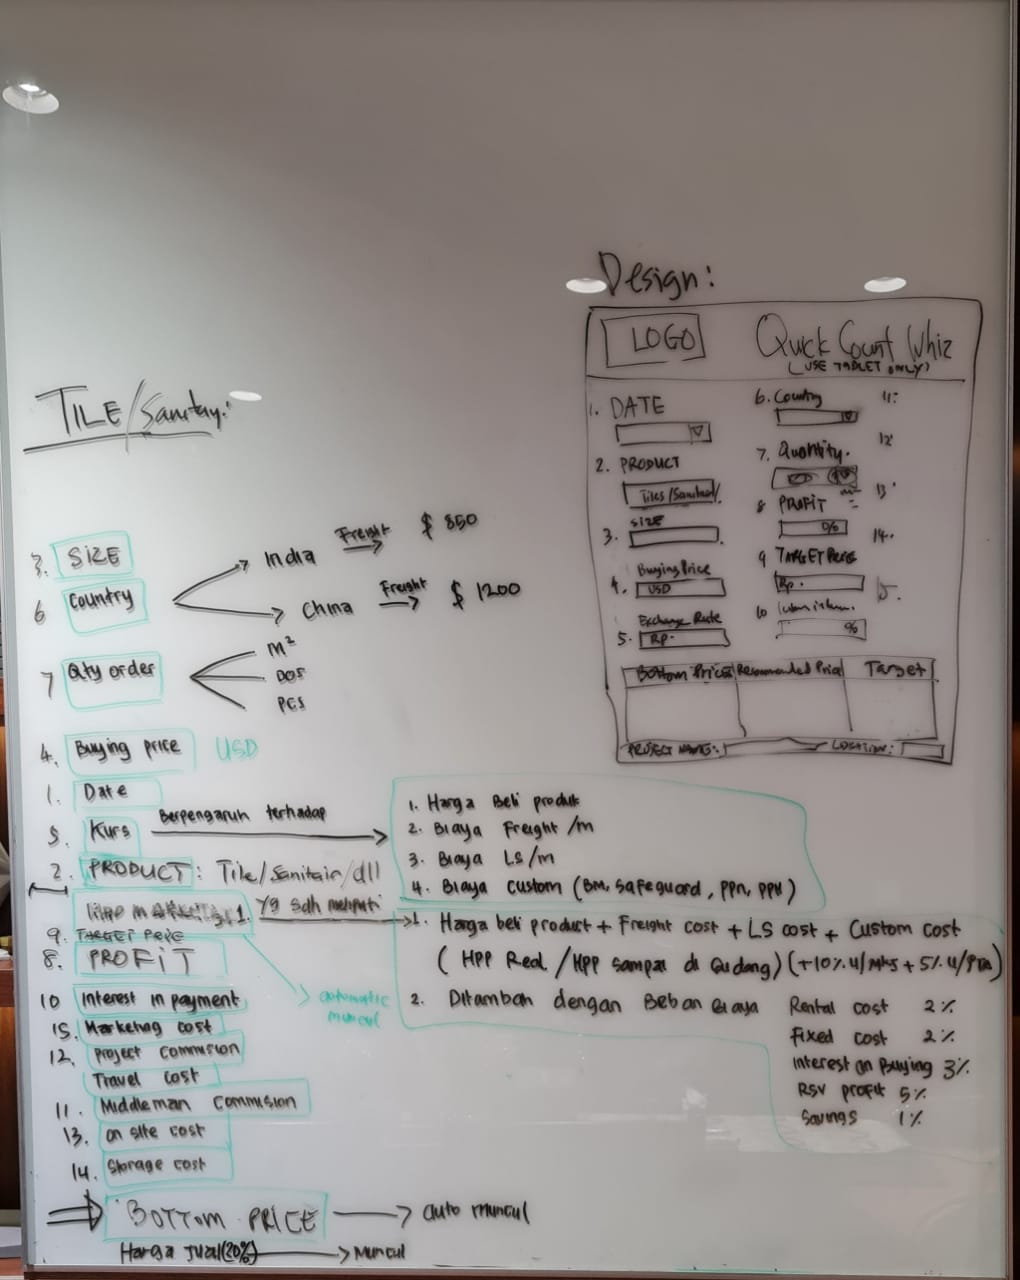 TILE/Sanitary:
3. SIZE
6 Country
India
Freight
$ 850
China
Freight
$ 1200
7 Qty order
M²
DOS
PCS
4. Buying price USD
1. Date
5. Kurs
Berpengaruh terhadap
1. Harga Beli produk
2. Biaya Freight /m
3. Biaya LS/m
4. Biaya custom (BM, safeguard, ppn, pph)
2. PRODUCT: Tile/Sanitair/dll
Yg sdh meliputi
1. Harga beli product + Freight cost + LS cost + Custom cost
(HPP Real / HPP sampai di Gudang)
2. Ditambah dengan Beban Biaya
Rental cost 2%
Fixed cost 2%
Interest on Buying 3%
RSV profit 5%
Savings 1%
9. TARGET PRICE
8. PROFIT
automatic
muncul
10 Interest in payment
15. Marketing cost
12. Project Commision
Travel cost
11. Middleman Commision
13. on site cost
14. Storage cost
BOTTOM PRICE
auto muncul
Harga Jual (20%)
Muncul
Design:
LOGO
Quick Count Whiz
(USE TABLET ONLY)
1. DATE
2. PRODUCT
Tiles/Sanitair/
3. SIZE
4. Buying Price
USD
5. Exchange Rate
Rp.
6. Country
7. Quantity.
8 PROFIT
%
9 TARGET PRICE
Rp.
10
%
11.
12.
13.
14.
15.
Bottom Price
Recommended Price
Target
PROJECT NAME:
LOCATION: